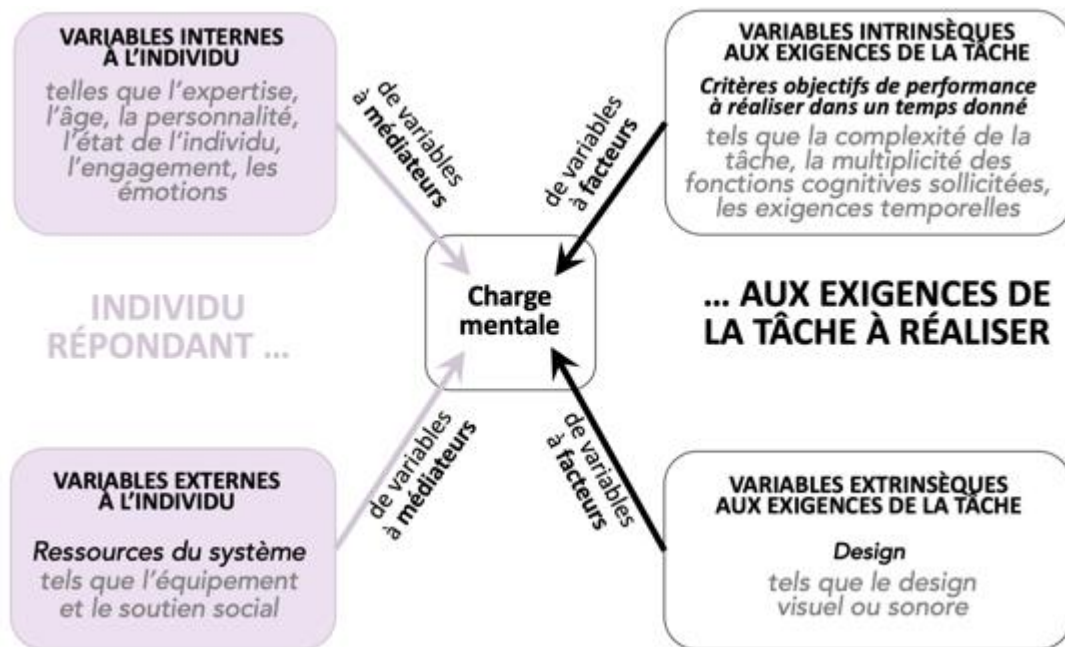 VARIABLES INTERNES
À L'INDIVIDU
telles que l'expertise,
l'âge, la personnalité,
l'état de l'individu,
l'engagement, les
émotions
de variables
à médiateurs
de variables
à facteurs
VARIABLES INTRINSÈQUES
AUX EXIGENCES DE LA TÂCHE
Critères objectifs de performance
à réaliser dans un temps donné
tels que la complexité de la
tâche, la multiplicité des
fonctions cognitives sollicitées,
les exigences temporelles
INDIVIDU
RÉPONDANT ...
Charge
mentale
... AUX EXIGENCES DE
LA TÂCHE À RÉALISER
VARIABLES EXTERNES
À L'INDIVIDU
Ressources du système
tels que l'équipement
et le soutien social
de variables
à médiateurs
de variables
à facteurs
VARIABLES EXTRINSÈQUES
AUX EXIGENCES DE LA TÂCHE
Design
tels que le design
visuel ou sonore